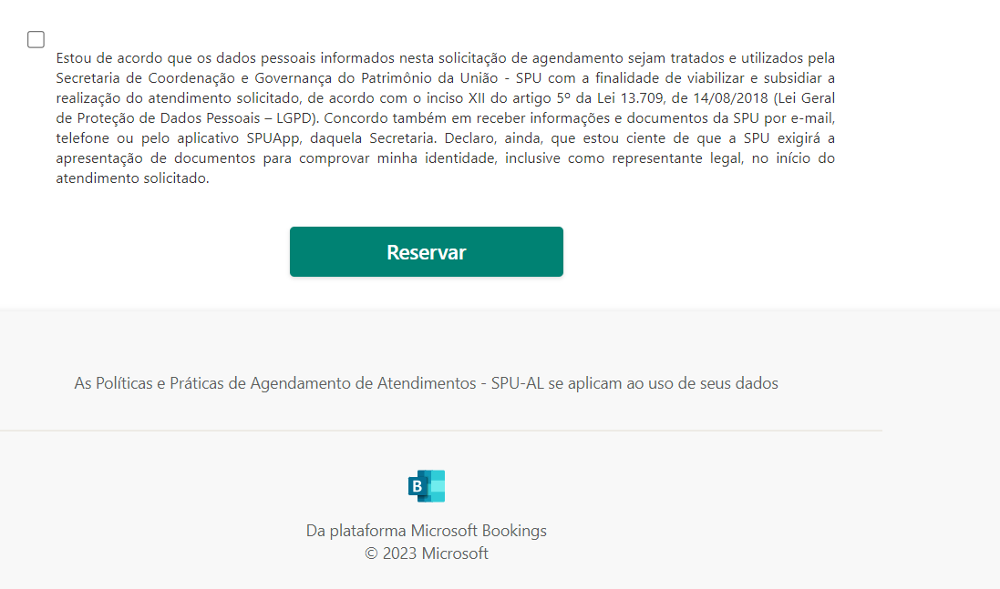 Estou de acordo que os dados pessoais informados nesta solicitação de agendamento sejam tratados e utilizados pela
Secretaria de Coordenação e Governança do Patrimônio da União - SPU com a finalidade de viabilizar e subsidiar a
realização do atendimento solicitado, de acordo com o inciso XII do artigo 5º da Lei 13.709, de 14/08/2018 (Lei Geral
de Proteção de Dados Pessoais – LGPD). Concordo também em receber informações e documentos da SPU por e-mail,
telefone ou pelo aplicativo SPUApp, daquela Secretaria. Declaro, ainda, que estou ciente de que a SPU exigirá a
apresentação de documentos para comprovar minha identidade, inclusive como representante legal, no início do
atendimento solicitado.
Reservar
As Políticas e Práticas de Agendamento de Atendimentos - SPU-AL se aplicam ao uso de seus dados
B
Da plataforma Microsoft Bookings
© 2023 Microsoft